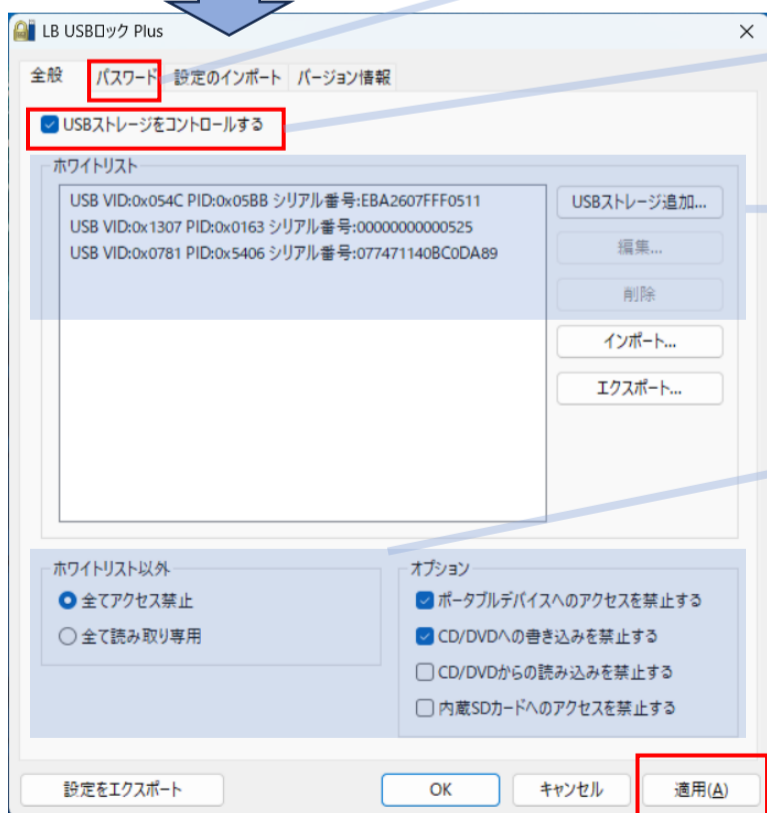 LB USBロック Plus
全般 パスワード 設定のインポート バージョン情報
USBストレージをコントロールする
ホワイトリスト
USB VID:0x054C PID:0x05BB シリアル番号:EBA2607FFF0511
USB VID:0x1307 PID:0x0163 シリアル番号:00000000000525
USB VID:0x0781 PID:0x5406 シリアル番号:077471140BC0DA89
USBストレージ追加...
編集...
削除
インポート...
エクスポート...
ホワイトリスト以外
全てアクセス禁止
全て読み取り専用
オプション
ポータブルデバイスへのアクセスを禁止する
CD/DVDへの書き込みを禁止する
CD/DVDからの読み込みを禁止する
内蔵SDカードへのアクセスを禁止する
設定をエクスポート OK キャンセル 適用(A)